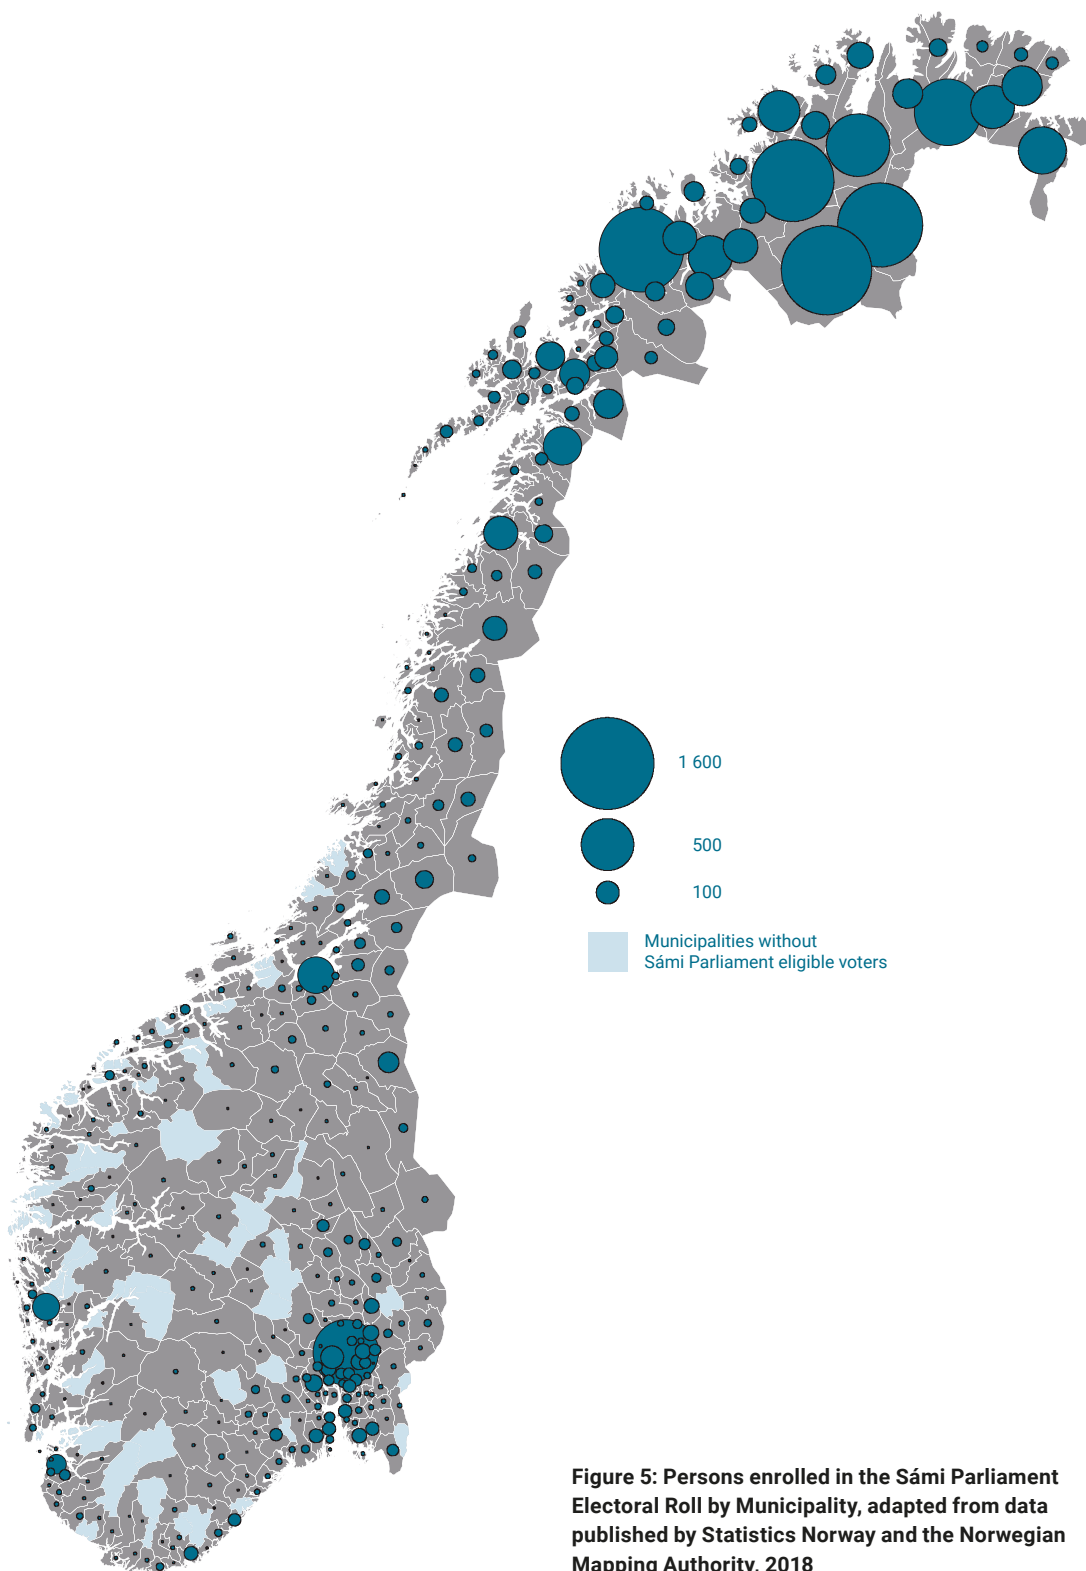 1 600
500
100
Municipalities without
Sámi Parliament eligible voters
Figure 5: Persons enrolled in the Sámi Parliament
Electoral Roll by Municipality, adapted from data
published by Statistics Norway and the Norwegian
Mapping Authority, 2018